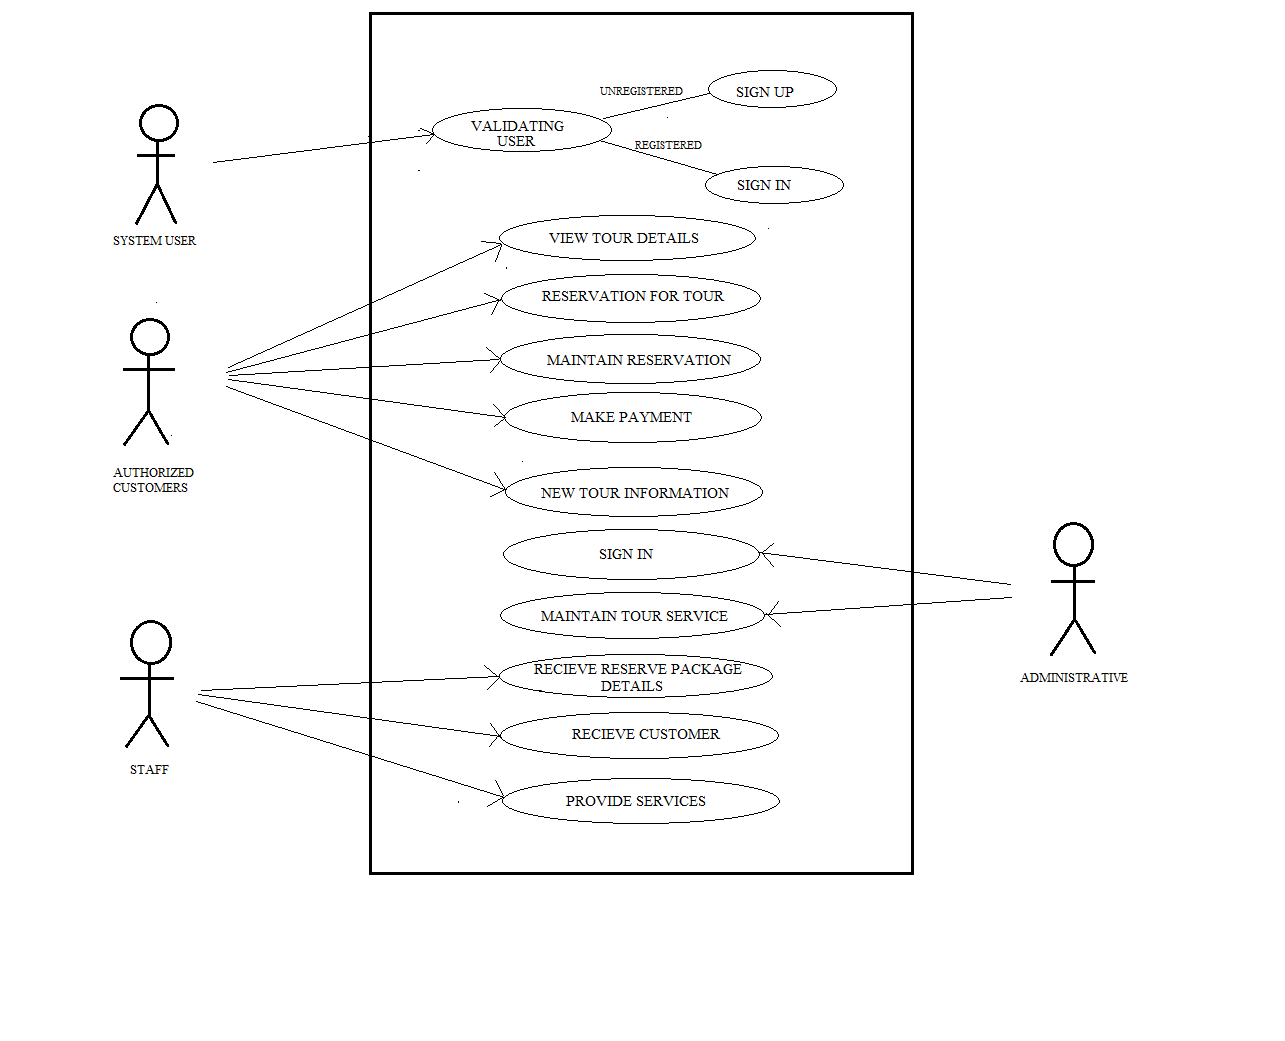 UNREGISTERED
SIGN UP
VALIDATING
USER
REGISTERED
SIGN IN
SYSTEM USER
VIEW TOUR DETAILS
RESERVATION FOR TOUR
MAINTAIN RESERVATION
MAKE PAYMENT
AUTHORIZED
CUSTOMERS
NEW TOUR INFORMATION
SIGN IN
MAINTAIN TOUR SERVICE
RECIEVE RESERVE PACKAGE
DETAILS
ADMINISTRATIVE
RECIEVE CUSTOMER
STAFF
PROVIDE SERVICES